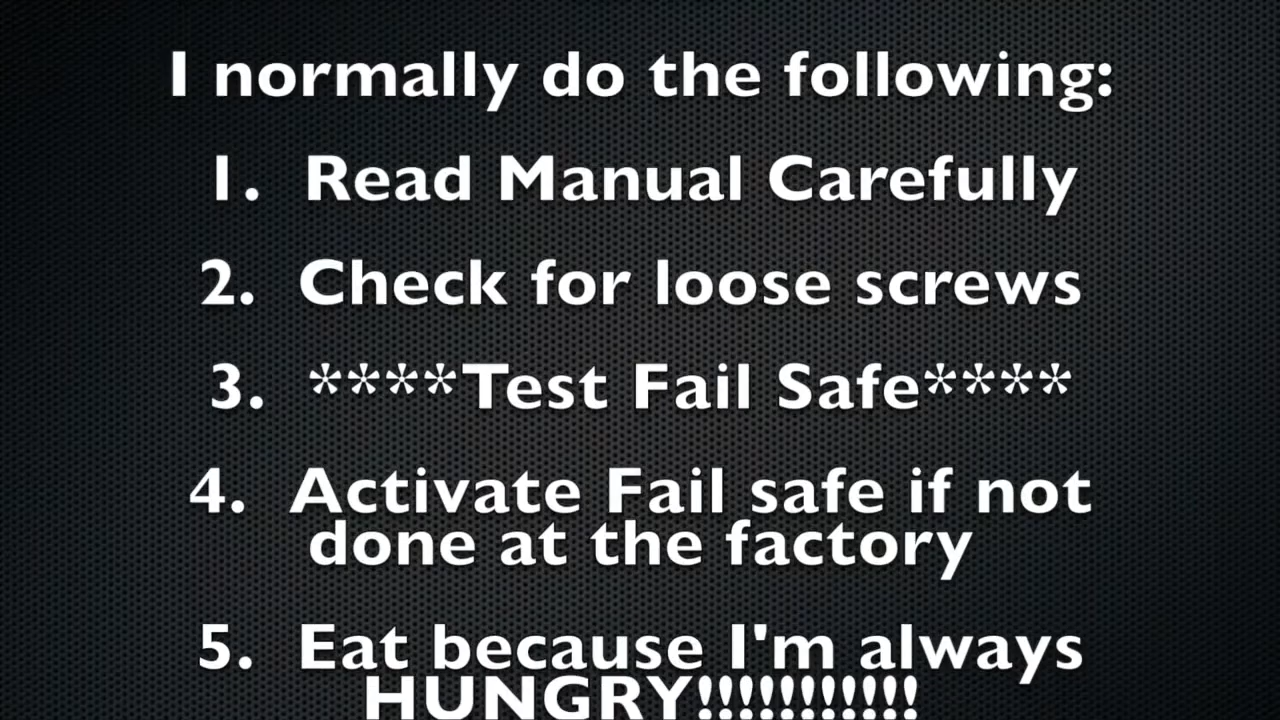 I normally do the following:
1. Read Manual Carefully
2. Check for loose screws
3. ****Test Fail Safe****
4. Activate Fail safe if not
done at the factory
5. Eat because I'm always
HUNGRY!!!!!!!!!!!